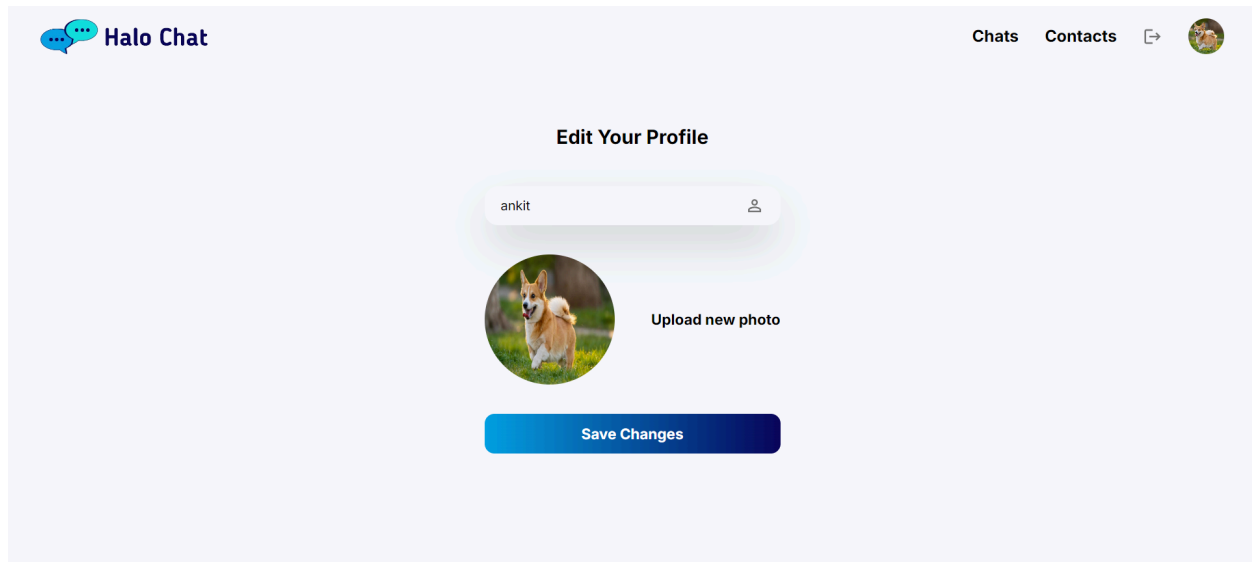 Halo Chat
Chats
Contacts
Edit Your Profile
ankit
Upload new photo
Save Changes